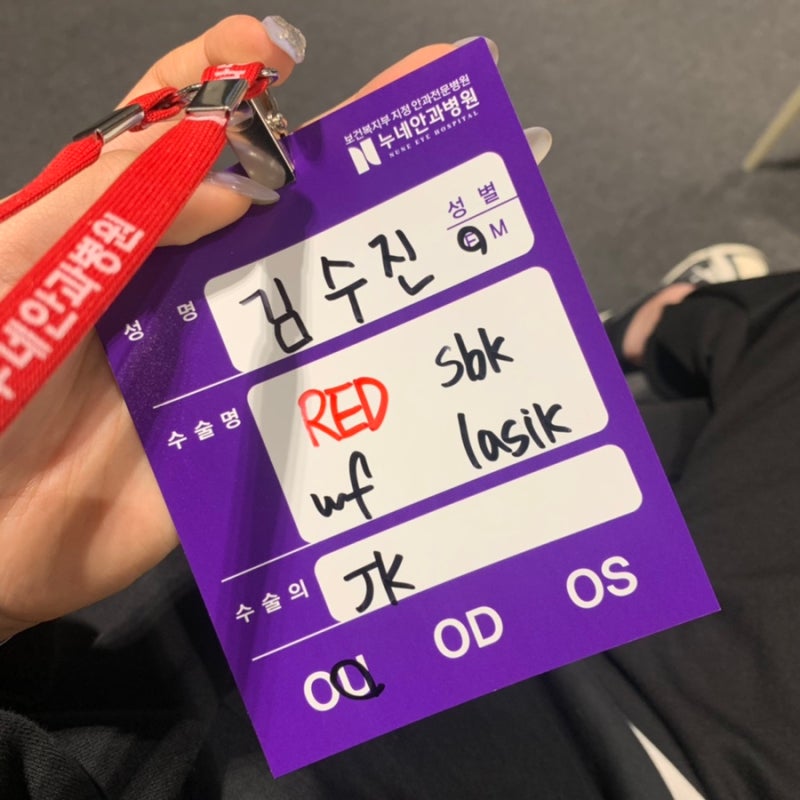 보건복지부 지정 안과전문병원
누네안과병원
NUNE EYE HOSPITAL
누네안과병원
성별
F M
성 명 김수진
수술명 RED sbk
wf lasik
수술의 JK
OU OD OS